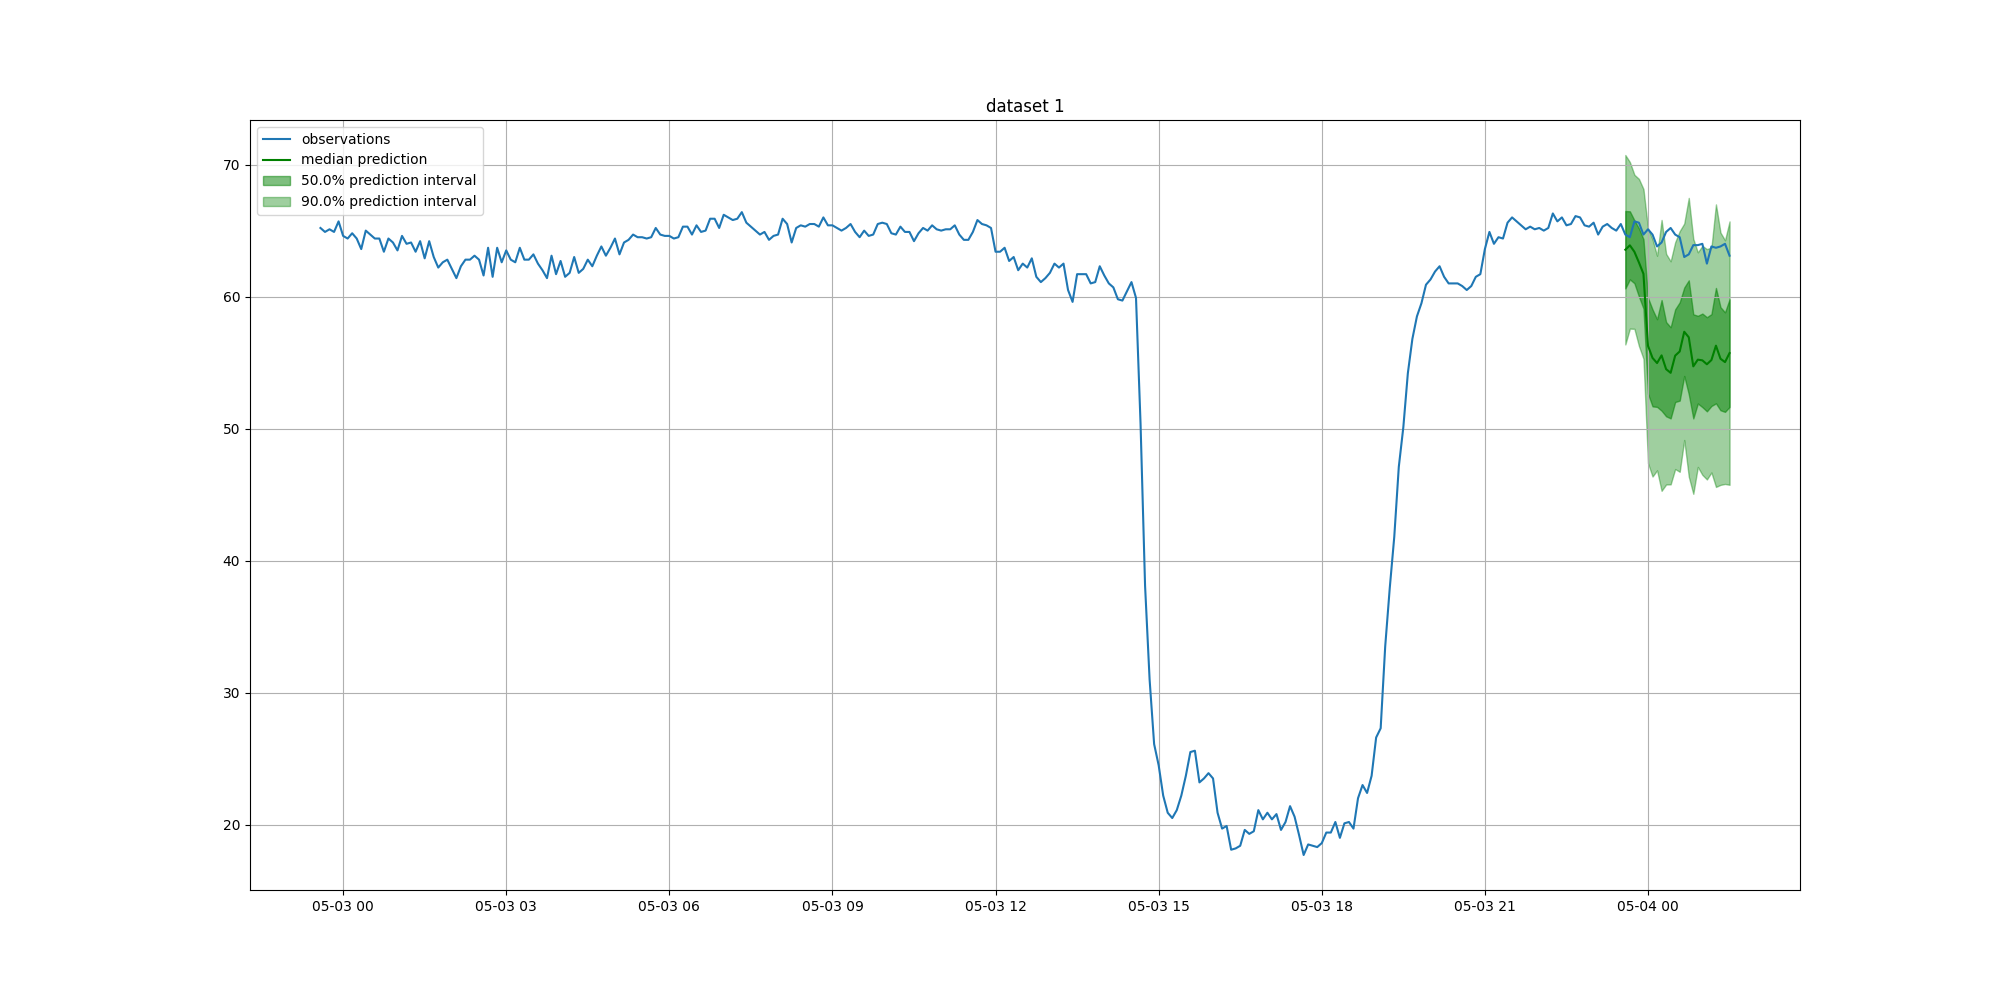 dataset 1
observations
median prediction
50.0% prediction interval
90.0% prediction interval
70
60
50
40
30
20
05-03 00 05-03 03 05-03 06 05-03 09 05-03 12 05-03 15 05-03 18 05-03 21 05-04 00